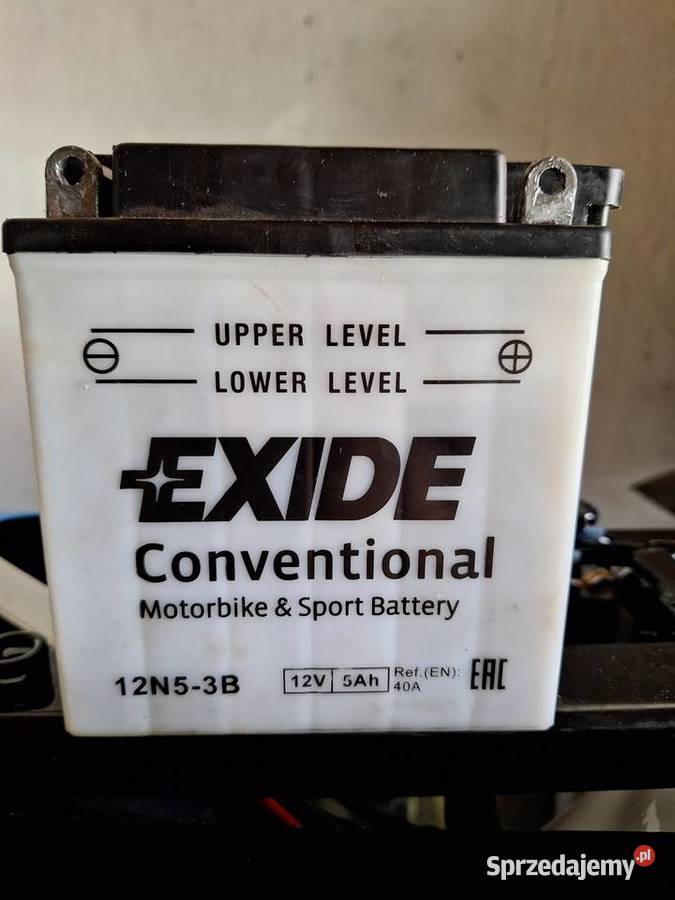 UPPER LEVEL
⊖ ⊕
LOWER LEVEL
EXIDE
Conventional
Motorbike & Sport Battery
12N5-3B 12V 5Ah Ref.(EN): EAC
40A
Sprzedajemy.pl